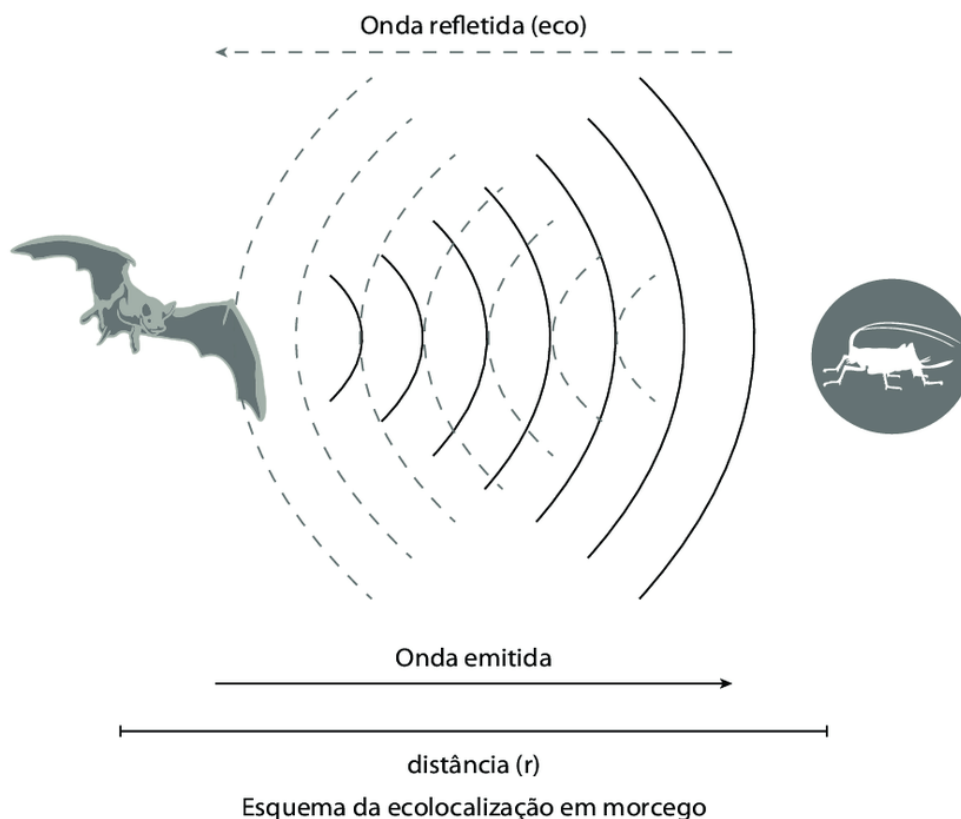 Onda refletida (eco)
Onda emitida
distância (r)
Esquema da ecolocalização em morcego